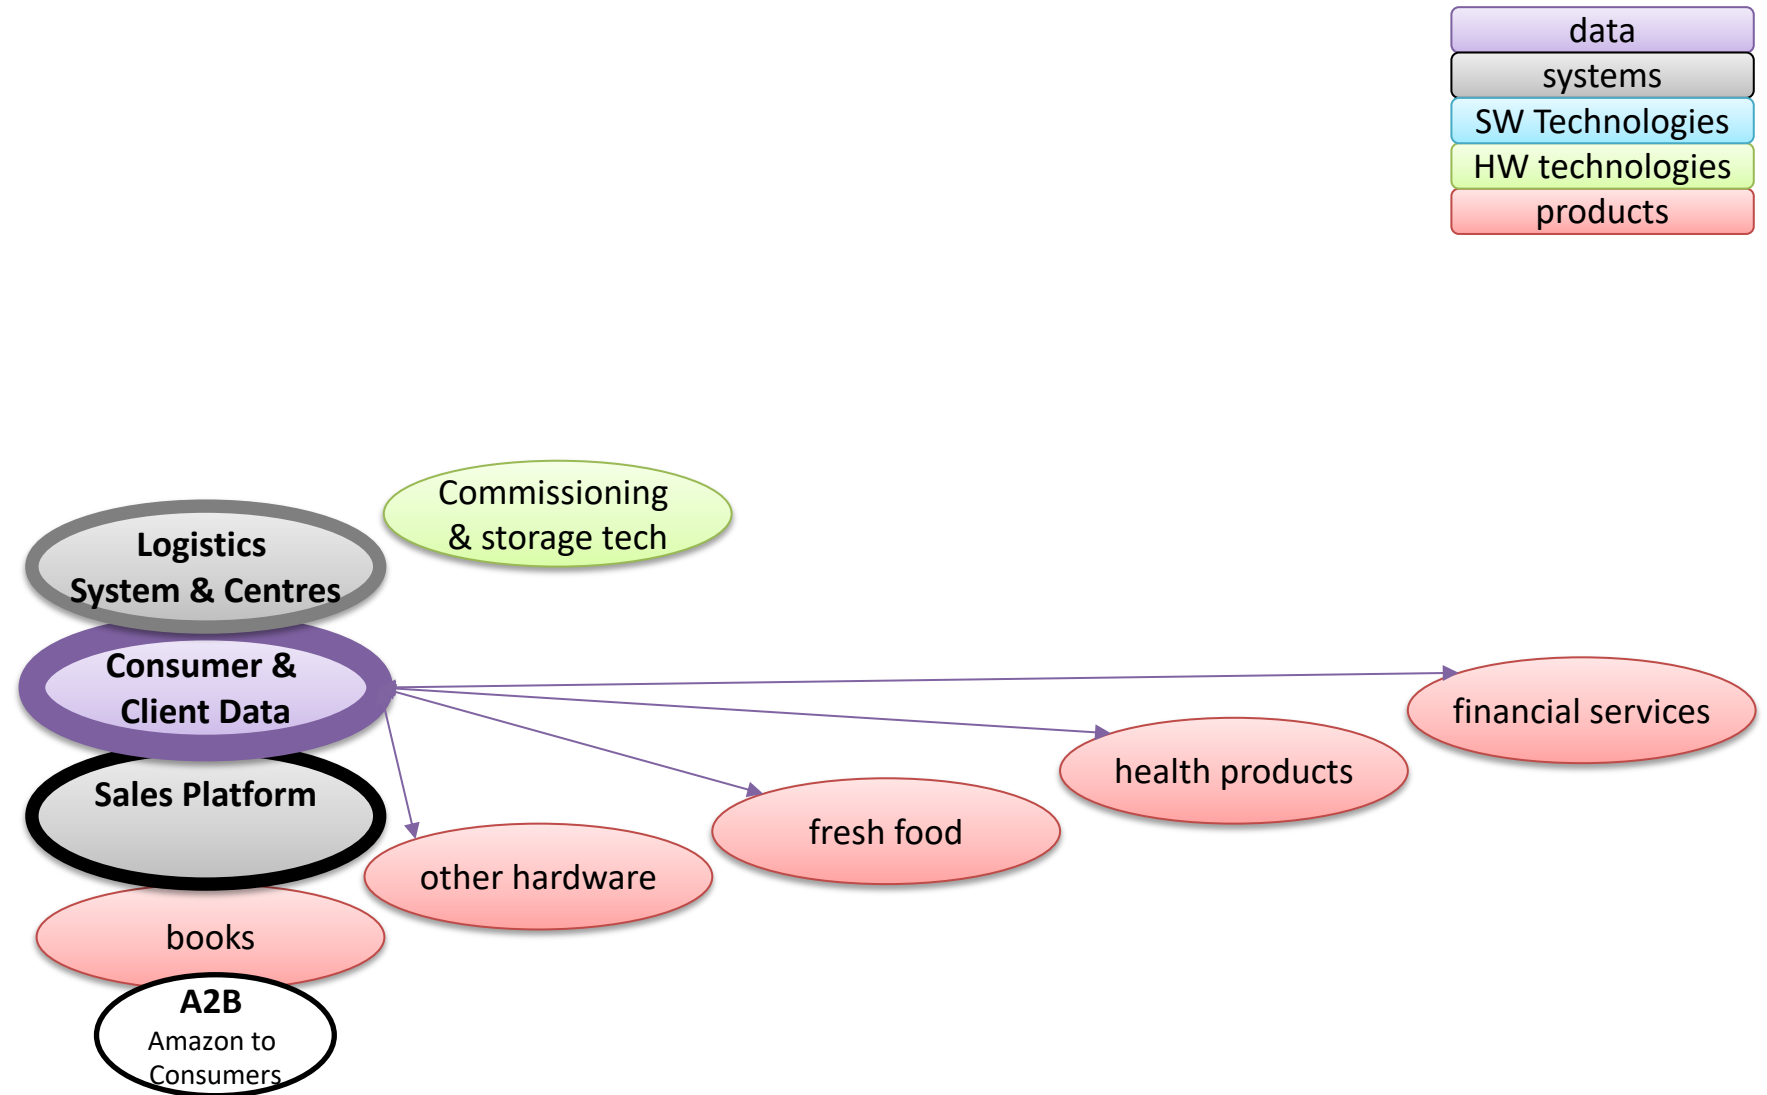 data
systems
SW Technologies
HW technologies
products
Commissioning
& storage tech
Logistics
System & Centres
Consumer &
Client Data
financial services
health products
Sales Platform
fresh food
other hardware
books
A2B
Amazon to
Consumers